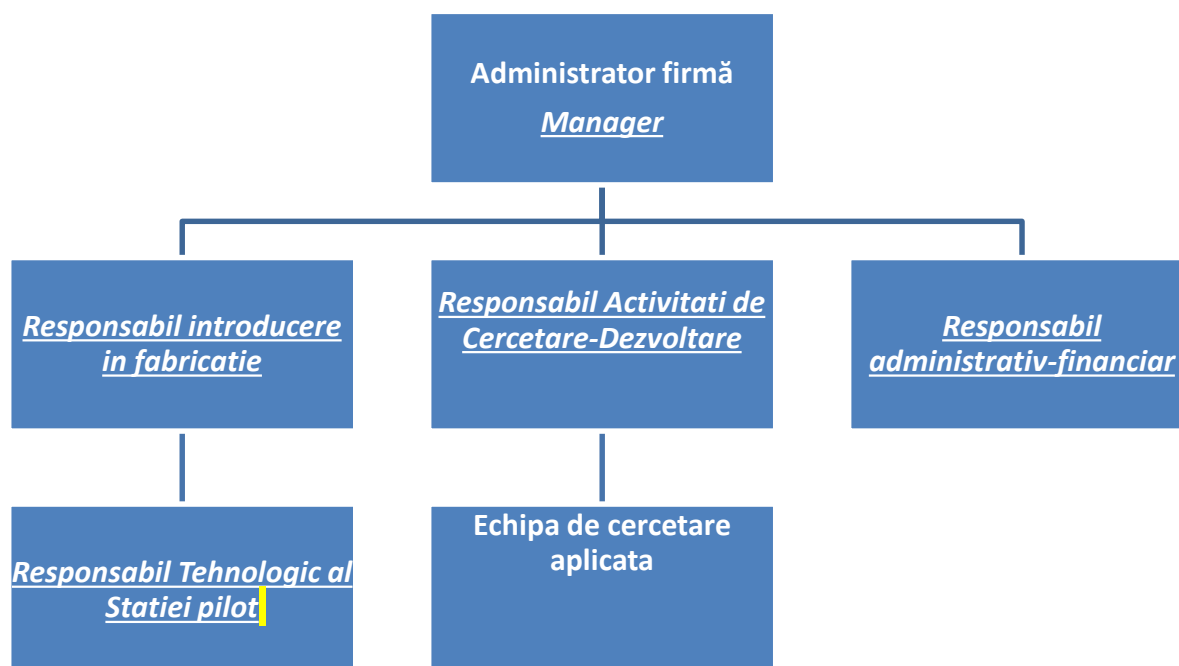 Administrator firmă
Manager
Responsabil introducere
in fabricatie
Responsabil Activitati de
Cercetare-Dezvoltare
Responsabil
administrativ-financiar
Responsabil Tehnologic al
Statiei pilot
Echipa de cercetare
aplicata